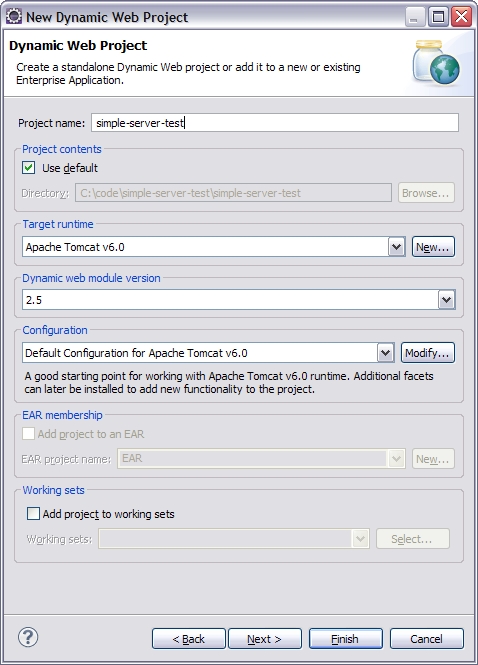 New Dynamic Web Project
Dynamic Web Project
Create a standalone Dynamic Web project or add it to a new or existing
Enterprise Application.
Project name: simple-server-test
Project contents
Use default
Directory: C:\code\simple-server-test\simple-server-test Browse...
Target runtime
Apache Tomcat v6.0 New...
Dynamic web module version
2.5
Configuration
Default Configuration for Apache Tomcat v6.0 Modify...
A good starting point for working with Apache Tomcat v6.0 runtime. Additional facets
can later be installed to add new functionality to the project.
EAR membership
Add project to an EAR
EAR project name: EAR New...
Working sets
Add project to working sets
Working sets: Select...
? < Back Next > Finish Cancel